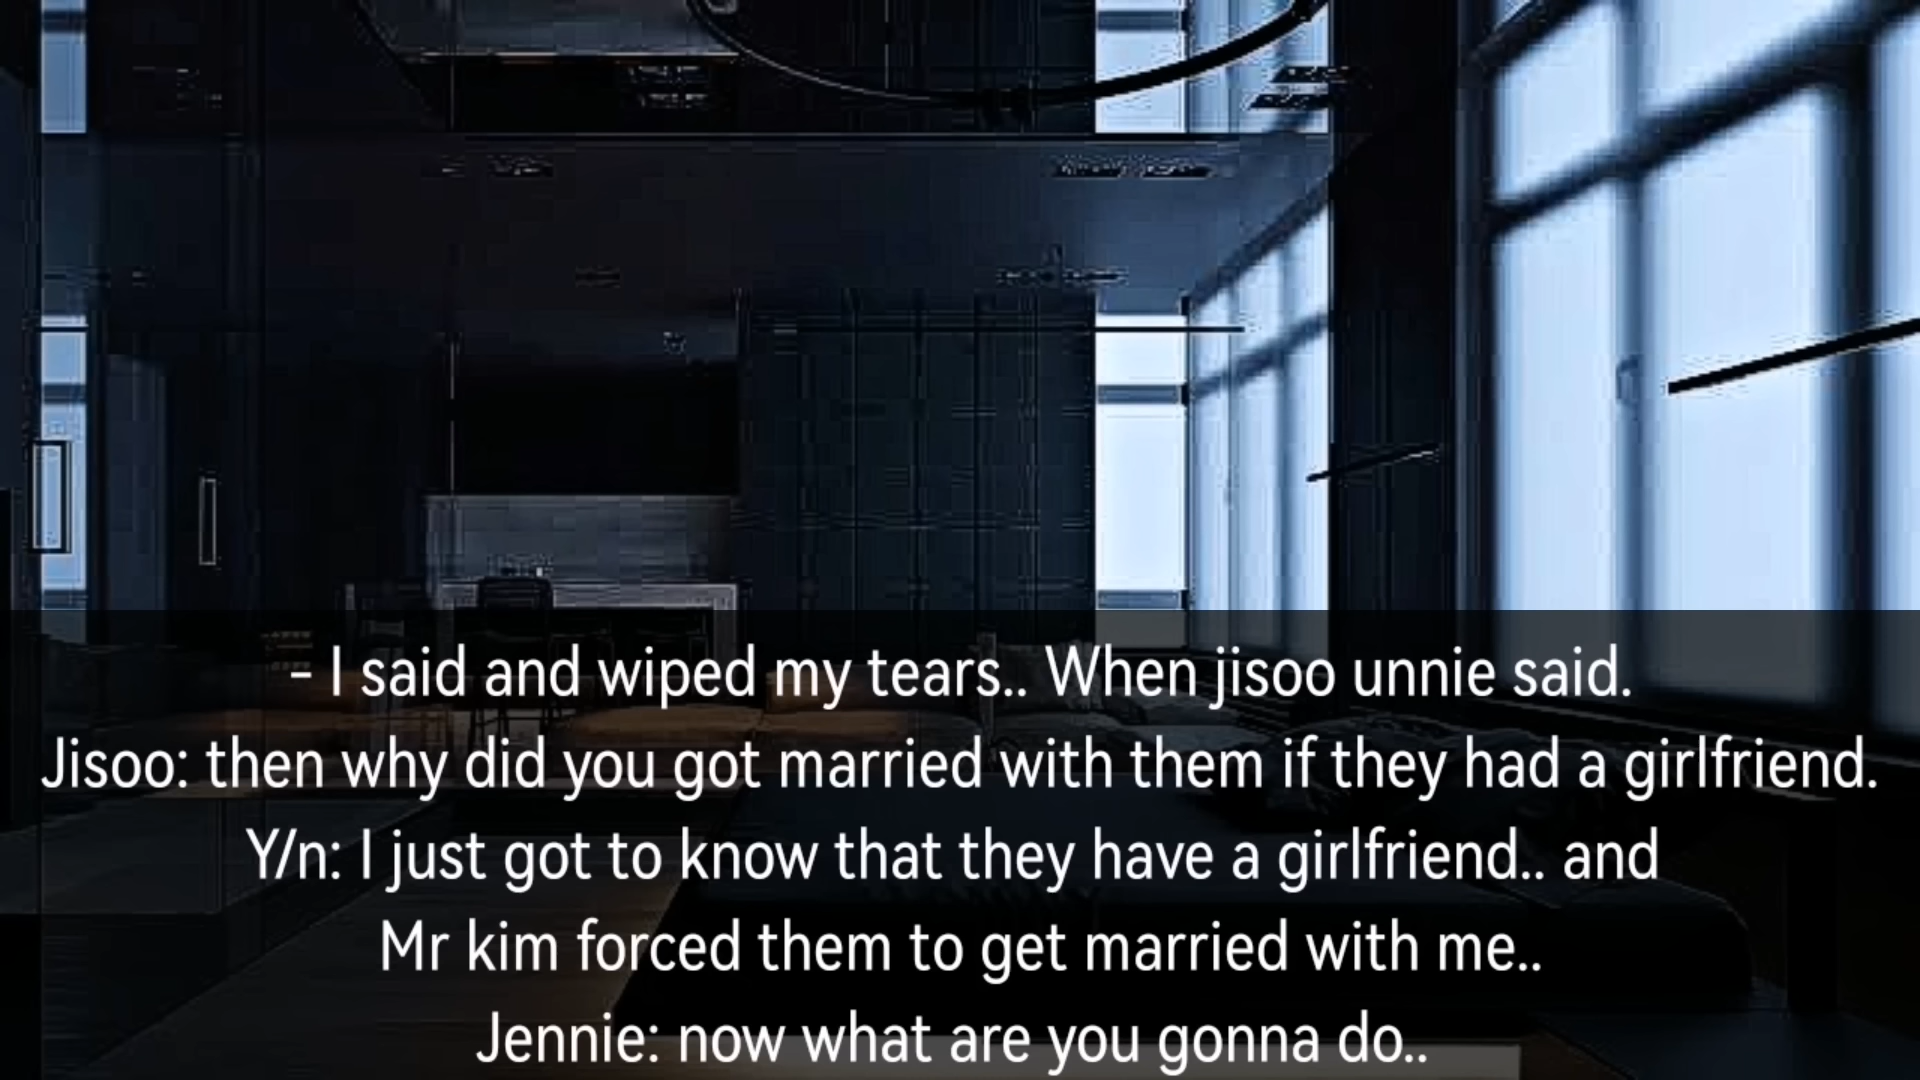 - I said and wiped my tears.. When jisoo unnie said.
Jisoo: then why did you got married with them if they had a girlfriend.
Y/n: I just got to know that they have a girlfriend.. and
Mr kim forced them to get married with me..
Jennie: now what are you gonna do..